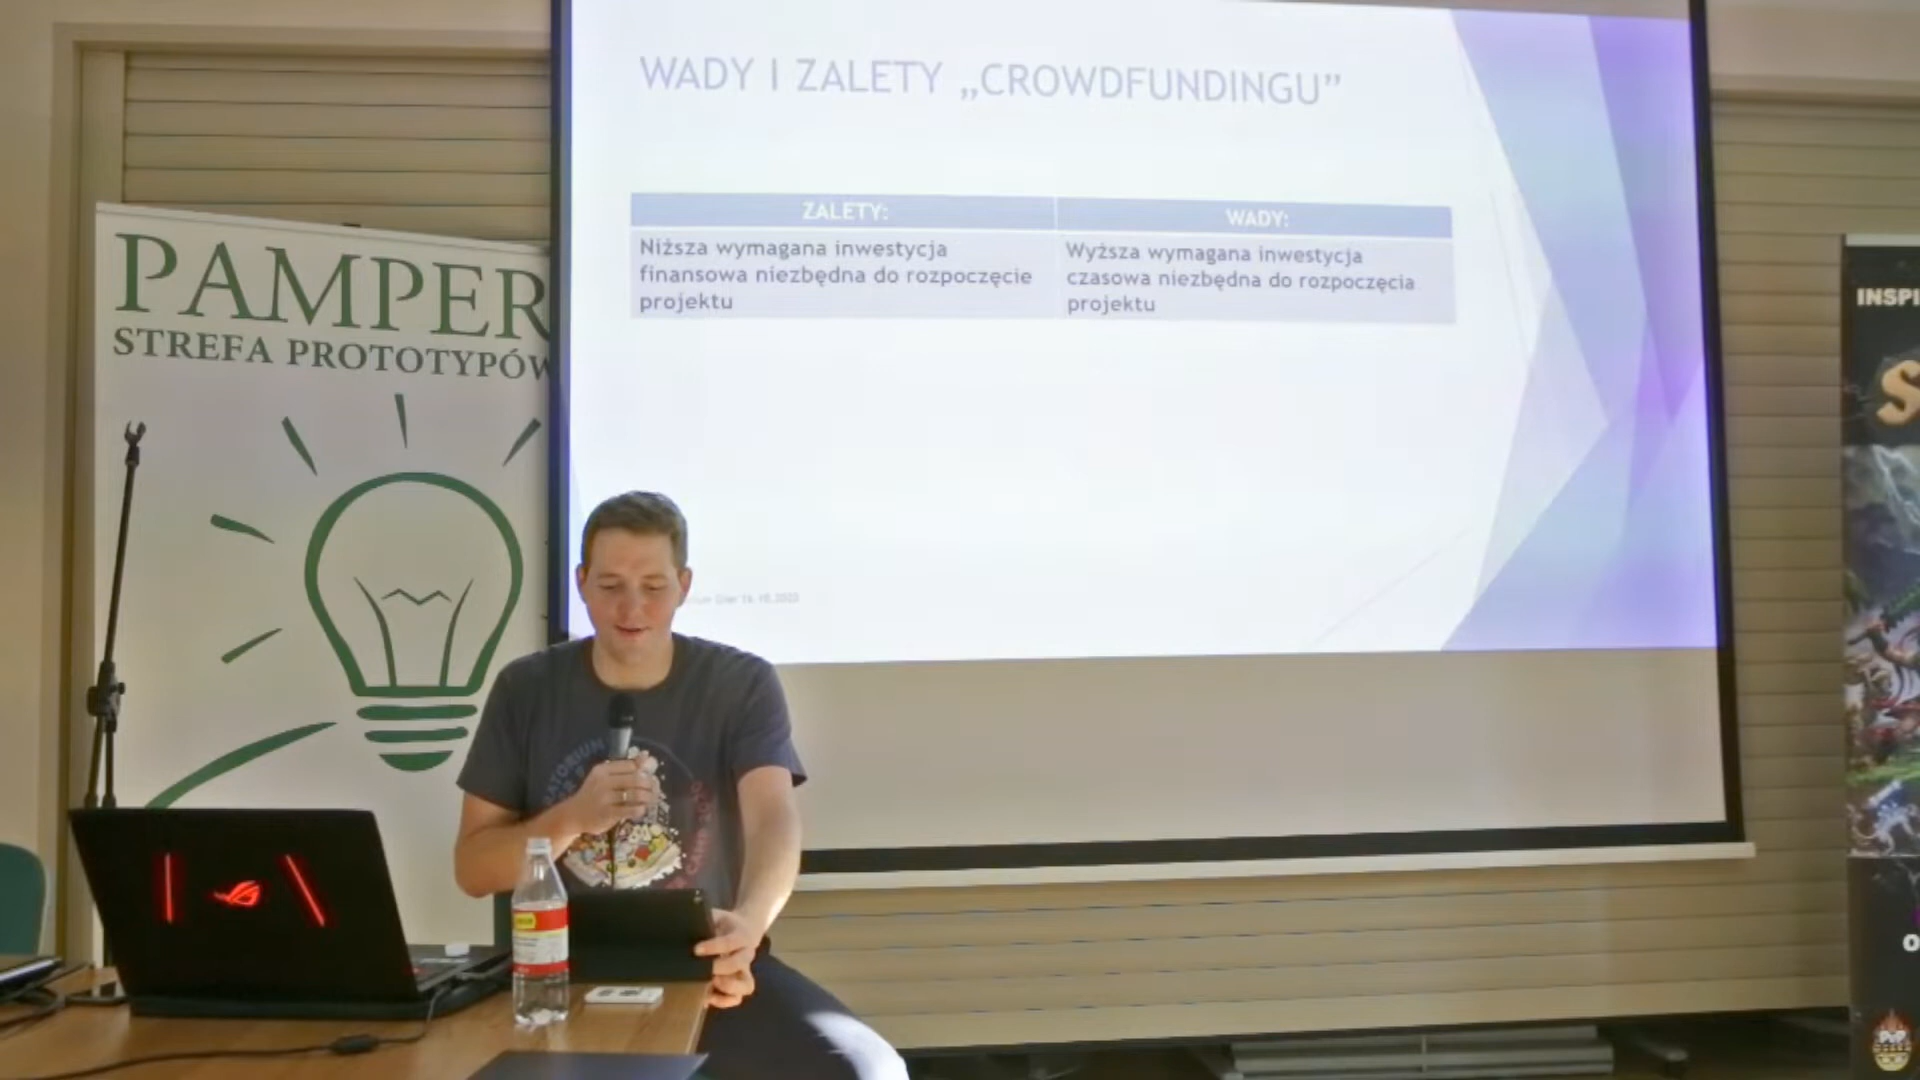 WADY I ZALETY „CROWDFUNDINGU”
ZALETY:
WADY:
Niższa wymagana inwestycja
finansowa niezbędna do rozpoczęcie
projektu
Wyższa wymagana inwestycja
czasowa niezbędna do rozpoczęcia
projektu
PAMPER
STREFA PROTOTYPÓW
INSPI
S
O